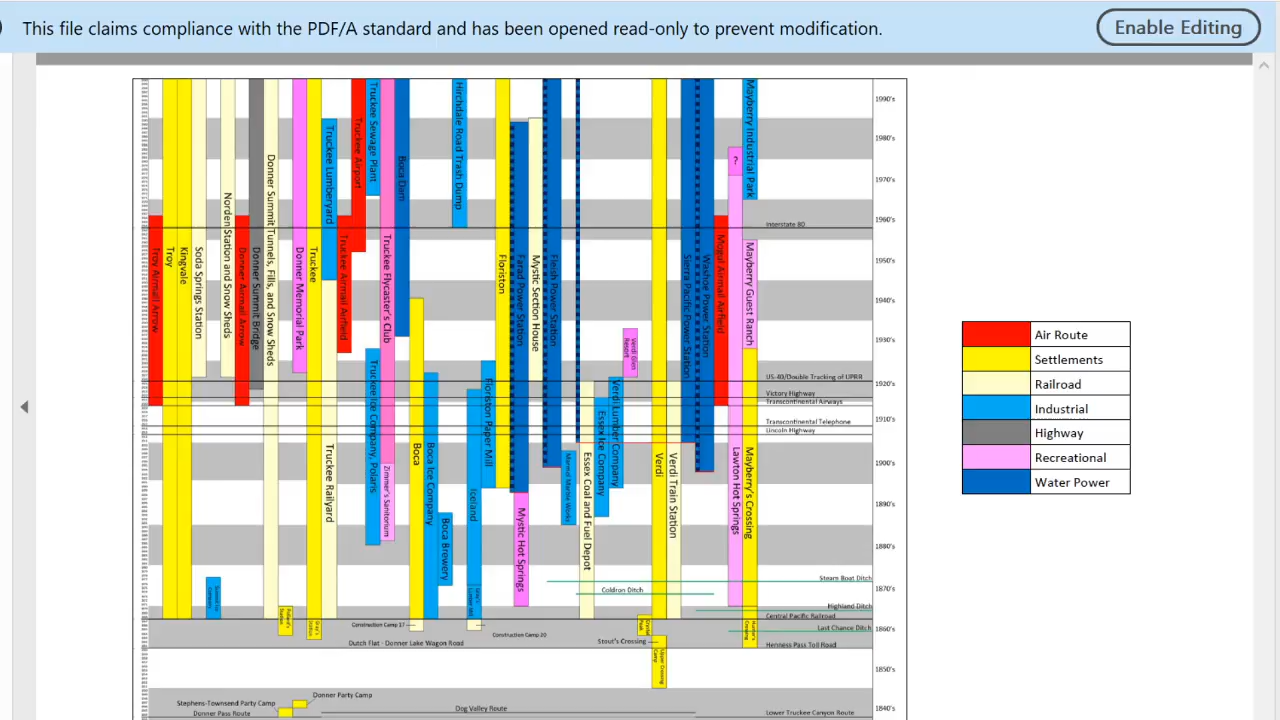 This file claims compliance with the PDF/A standard and has been opened read-only to prevent modification.
Enable Editing
1990's
1980's
1970's
1960's
1950's
1940's
1930's
1920's
1910's
1900's
1890's
1880's
1870's
1860's
1850's
1840's
Interstate 80
US-40/Double Tracking of UPRR
Victory Highway
Transcontinental Airways
Transcontinental Telephone
Lincoln Highway
Steam Boat Ditch
Coldron Ditch
Highland Ditch
Central Pacific Railroad
Last Chance Ditch
Henness Pass Toll Road
Construction Camp 17
Construction Camp 20
Stout's Crossing
Dutch Flat - Donner Lake Wagon Road
Donner Party Camp
Stephens-Townsend Party Camp
Donner Pass Route
Dog Valley Route
Lower Truckee Canyon Route
Troy Airmail Arrow
Troy
Kingvale
Soda Springs Station
Norden Station and Snow Sheds
Donner Airmail Arrow
Donner Summit Bridge
Donner Summit Tunnels, Fills, and Snow Sheds
Donner Memorial Park
Truckee
Truckee Lumberyard
Truckee Railyard
Truckee Airmail Airfield
Truckee Airport
Truckee Sewage Plant
Truckee Ice Company, Polaris
Truckee Flycaster's Club
Zimmer's Sanitorium
Boca Dam
Boca
Boca Ice Company
Boca Brewery
Hirchdale Road Trash Dump
Iceland
Floriston Paper Mill
Floriston
Farad Power Station
Mystic Hot Springs
Mystic Section House
Fleish Power Station
Essex Coal and Fuel Depot
Essex Ice Company
Verdi Lumber Company
Verdi Glen Resort
Verdi
Upper Crossing Camp
Verdi Train Station
Sierra Pacific Power Station
Washoe Power Station
Mogul Airmail Airfield
?
Lawton Hot Springs
Mayberry Industrial Park
Mayberry Guest Ranch
Mayberry's Crossing
Air Route
Settlements
Railroad
Industrial
Highway
Recreational
Water Power